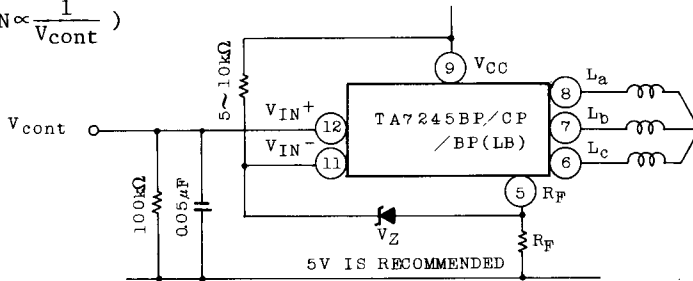 N∝ 1/Vcont )
9 VCC
5~10kΩ
8 La
Vcont
VIN+ 12
TA7245BP/CP
/BP(LB)
7 Lb
VIN- 11
6 Lc
5 RF
100kΩ
0.05μF
VZ
RF
5V IS RECOMMENDED